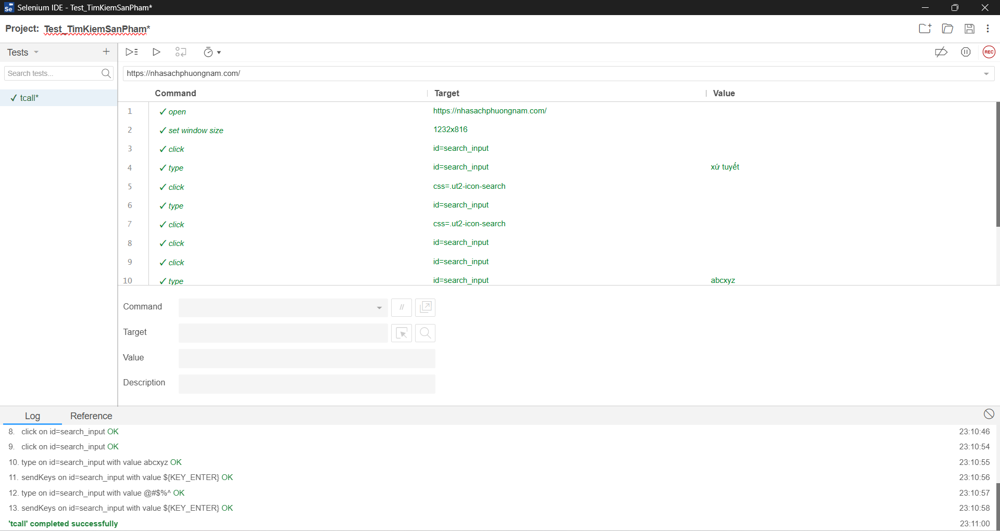 Selenium IDE - Test_TimKiemSanPham*
Project: Test_TimKiemSanPham*
Tests
Search tests...
✓ tcall*
REC
https://nhasachphuongnam.com/
Command Target Value
1 ✓ open https://nhasachphuongnam.com/
2 ✓ set window size 1232x816
3 ✓ click id=search_input
4 ✓ type id=search_input xứ tuyết
5 ✓ click css=.ut2-icon-search
6 ✓ type id=search_input
7 ✓ click css=.ut2-icon-search
8 ✓ click id=search_input
9 ✓ click id=search_input
10 ✓ type id=search_input abcxyz
Command //
Target
Value
Description
Log Reference
8. click on id=search_input OK 23:10:46
9. click on id=search_input OK 23:10:54
10. type on id=search_input with value abcxyz OK 23:10:55
11. sendKeys on id=search_input with value ${KEY_ENTER} OK 23:10:56
12. type on id=search_input with value @#$%^ OK 23:10:57
13. sendKeys on id=search_input with value ${KEY_ENTER} OK 23:10:58
'tcall' completed successfully 23:11:00